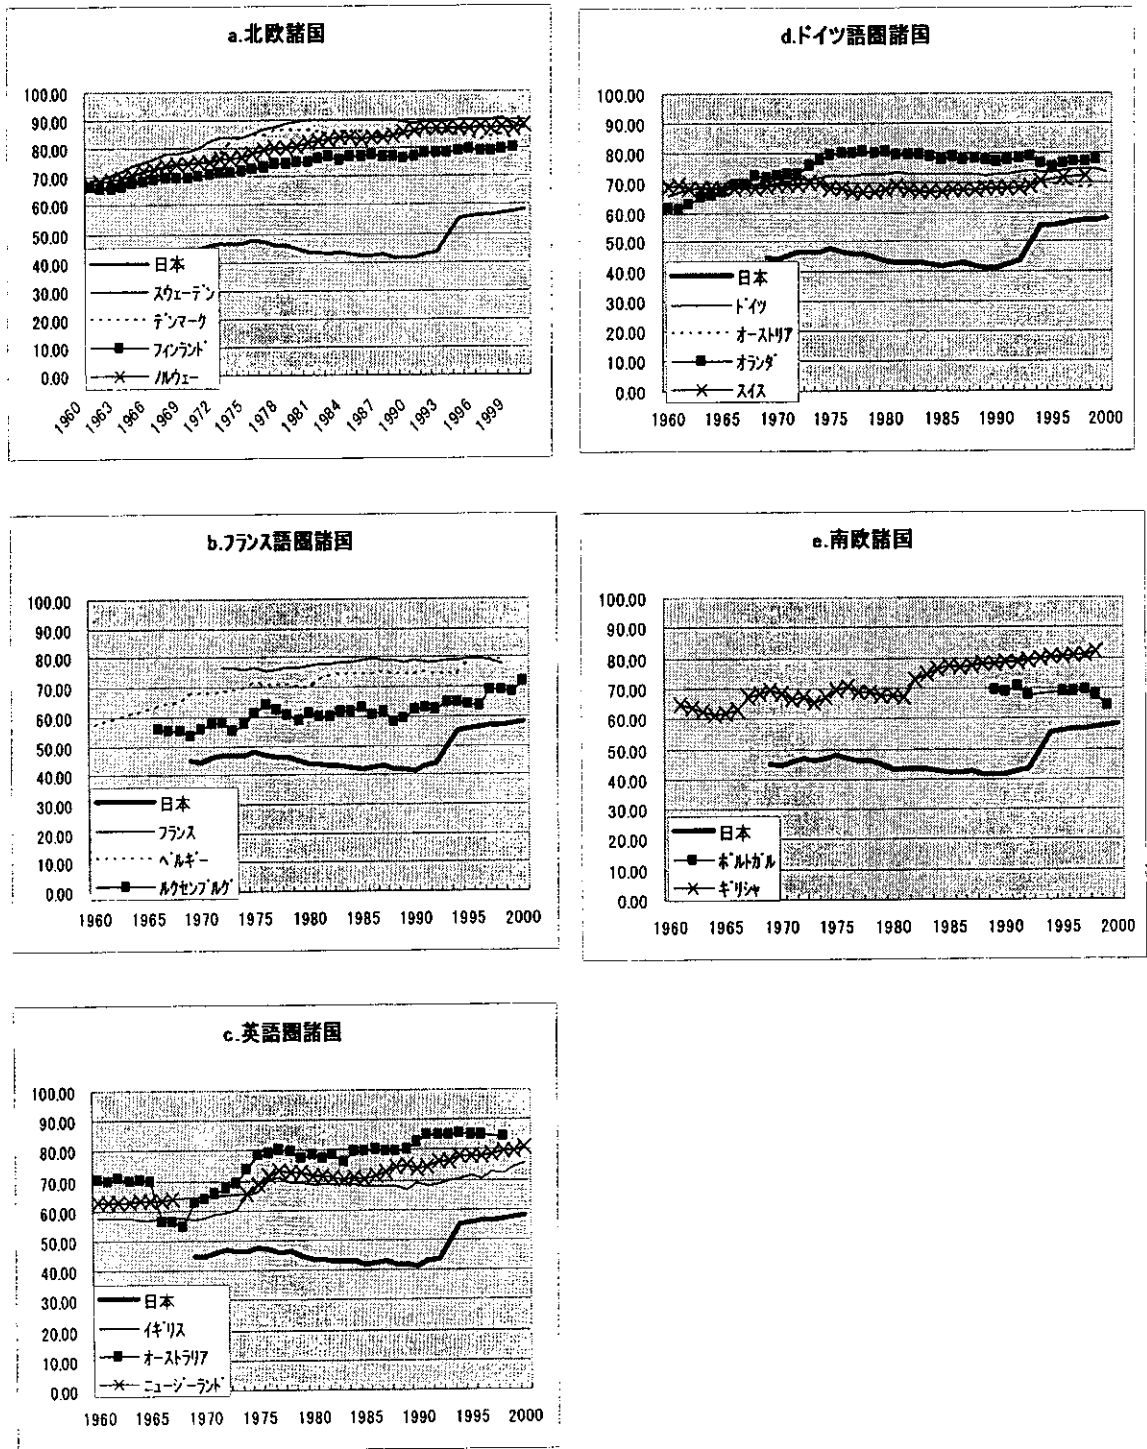 a.北欧諸国
100.00
90.00
80.00
70.00
60.00
50.00
40.00
30.00
20.00
10.00
0.00
日本
スウェーデン
デンマーク
フィンランド
ノルウェー
1960 1963 1966 1969 1972 1975 1978 1981 1984 1987 1990 1993 1996 1999
d.ドイツ語圏諸国
100.00
90.00
80.00
70.00
60.00
50.00
40.00
30.00
20.00
10.00
0.00
日本
ドイツ
オーストリア
オランダ
スイス
1960 1965 1970 1975 1980 1985 1990 1995 2000
b.フランス語圏諸国
100.00
90.00
80.00
70.00
60.00
50.00
40.00
30.00
20.00
10.00
0.00
日本
フランス
ベルギー
ルクセンブルグ
1960 1965 1970 1975 1980 1985 1990 1995 2000
e.南欧諸国
100.00
90.00
80.00
70.00
60.00
50.00
40.00
30.00
20.00
10.00
0.00
日本
ポルトガル
ギリシャ
1960 1965 1970 1975 1980 1985 1990 1995 2000
c.英語圏諸国
100.00
90.00
80.00
70.00
60.00
50.00
40.00
30.00
20.00
10.00
0.00
日本
イギリス
オーストラリア
ニュージーランド
1960 1965 1970 1975 1980 1985 1990 1995 2000